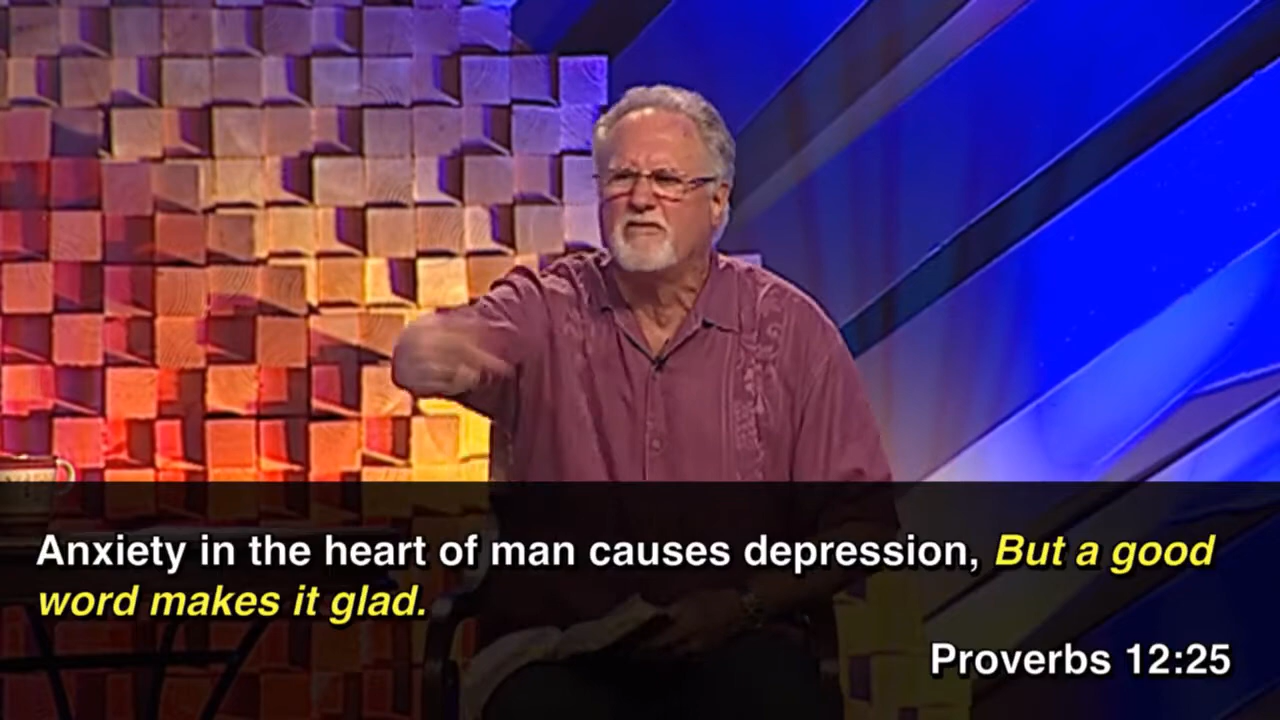 Anxiety in the heart of man causes depression, But a good
word makes it glad.
Proverbs 12:25